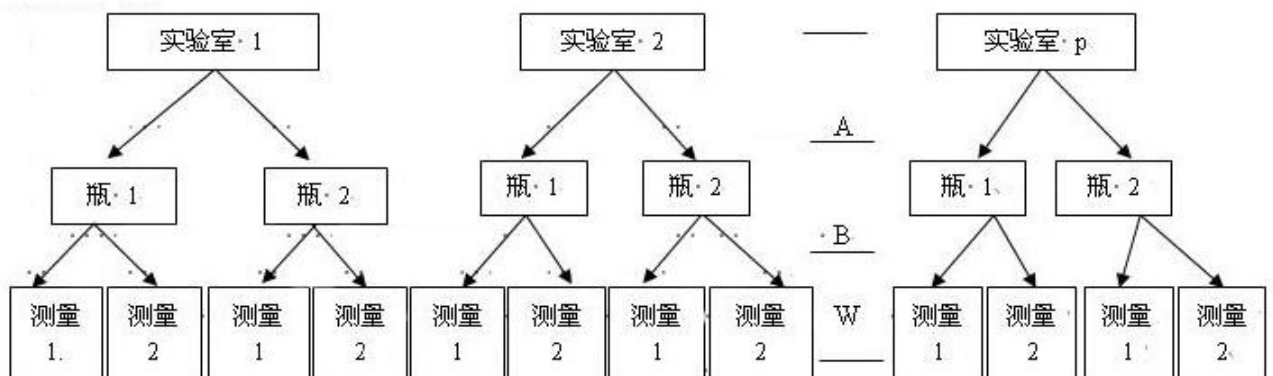 实验室 1
实验室 2
实验室 p
A
瓶 1
瓶 2
瓶 1
瓶 2
瓶 1
瓶 2
B
测量 测量 测量 测量 测量 测量 测量 测量 W 测量 测量 测量 测量
1. 2 1 2 1 2 1 2 1 2 1 2